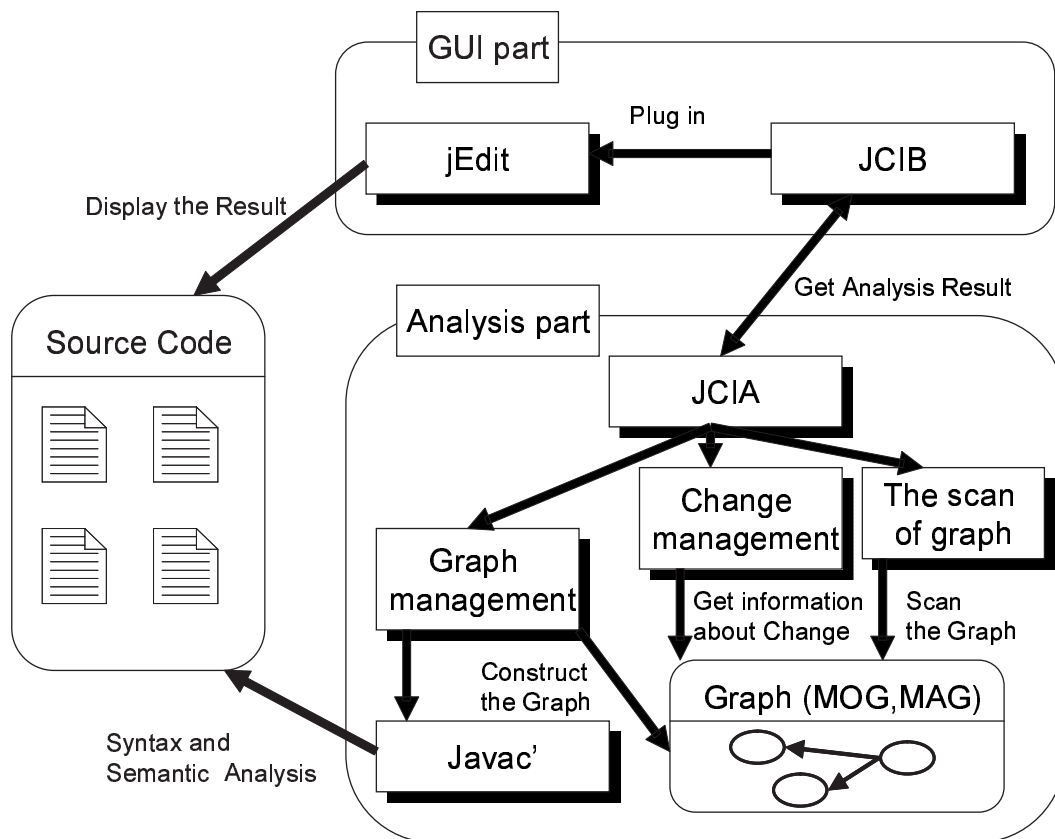 GUI part
Plug in
jEdit
JCIB
Display the Result
Get Analysis Result
Analysis part
Source Code
JCIA
Change
management
The scan
of graph
Graph
management
Get information
about Change
Scan
the Graph
Construct
the Graph
Graph (MOG,MAG)
Syntax and
Semantic Analysis
Javac’